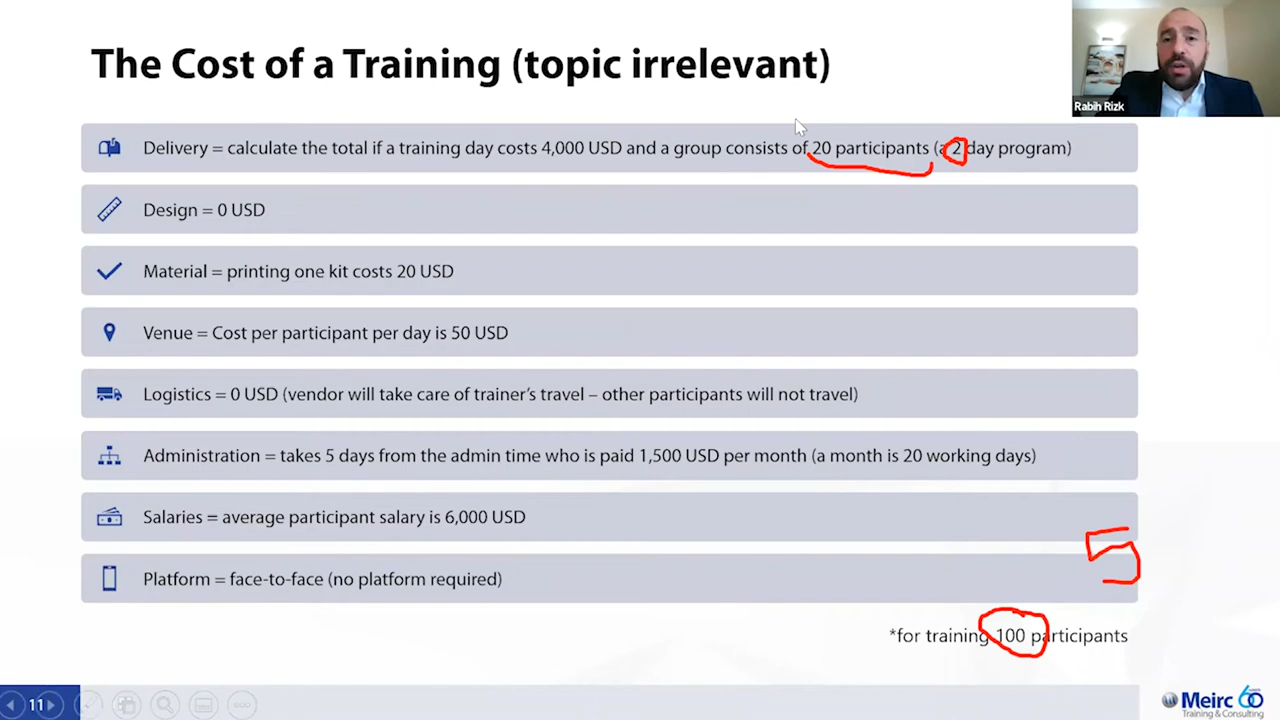 The Cost of a Training (topic irrelevant)
Rabih Rizk
Delivery = calculate the total if a training day costs 4,000 USD and a group consists of 20 participants (a 2 day program)
Design = 0 USD
Material = printing one kit costs 20 USD
Venue = Cost per participant per day is 50 USD
Logistics = 0 USD (vendor will take care of trainer's travel – other participants will not travel)
Administration = takes 5 days from the admin time who is paid 1,500 USD per month (a month is 20 working days)
Salaries = average participant salary is 6,000 USD
5
Platform = face-to-face (no platform required)
*for training 100 participants
11
Meirc 60
Training & Consulting